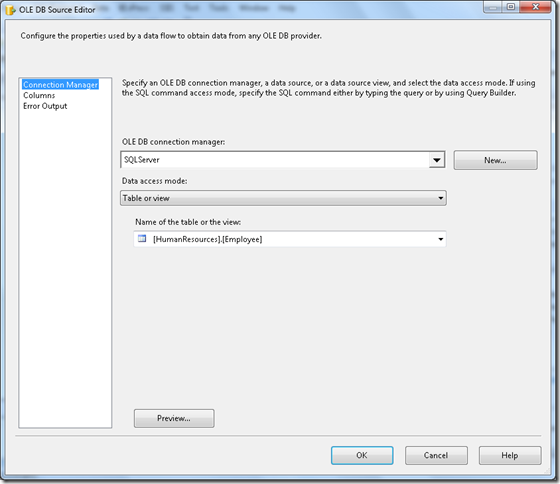 OLE DB Source Editor
Configure the properties used by a data flow to obtain data from any OLE DB provider.
Connection Manager
Columns
Error Output
Specify an OLE DB connection manager, a data source, or a data source view, and select the data access mode. If using
the SQL command access mode, specify the SQL command either by typing the query or by using Query Builder.
OLE DB connection manager:
SQLServer
New...
Data access mode:
Table or view
Name of the table or the view:
[HumanResources].[Employee]
Preview...
OK
Cancel
Help